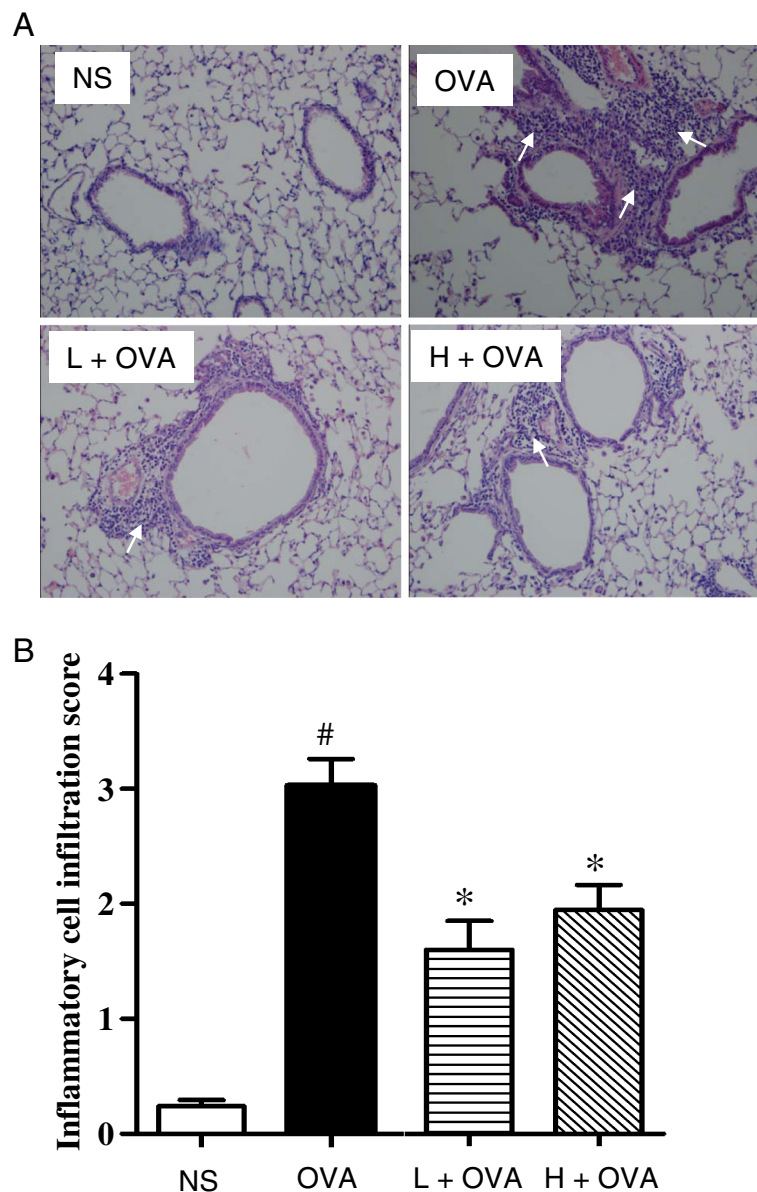 A
NS
OVA
L + OVA
H + OVA
B
Inflammatory cell infiltration score
4
3
2
1
0
#
*
*
NS
OVA
L + OVA
H + OVA